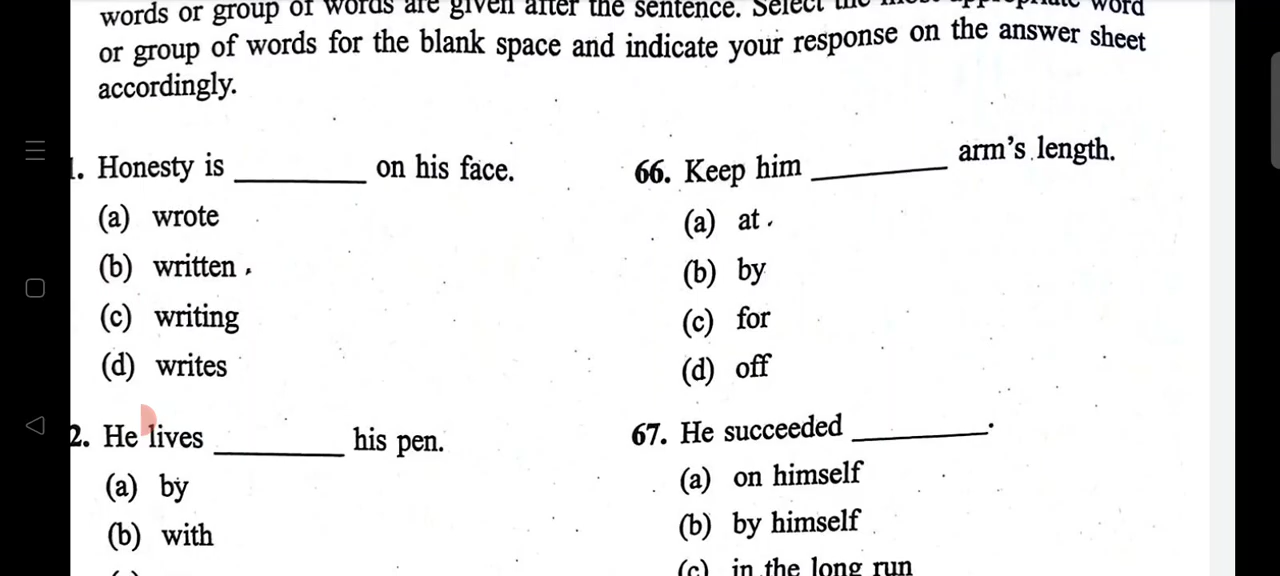 words or group of words are given after the sentence. Select the word
or group of words for the blank space and indicate your response on the answer sheet
accordingly.
1. Honesty is ________ on his face.
(a) wrote
(b) written
(c) writing
(d) writes
2. He lives ________ his pen.
(a) by
(b) with
66. Keep him ________ arm's length.
(a) at
(b) by
(c) for
(d) off
67. He succeeded ________.
(a) on himself
(b) by himself
(c) in the long run